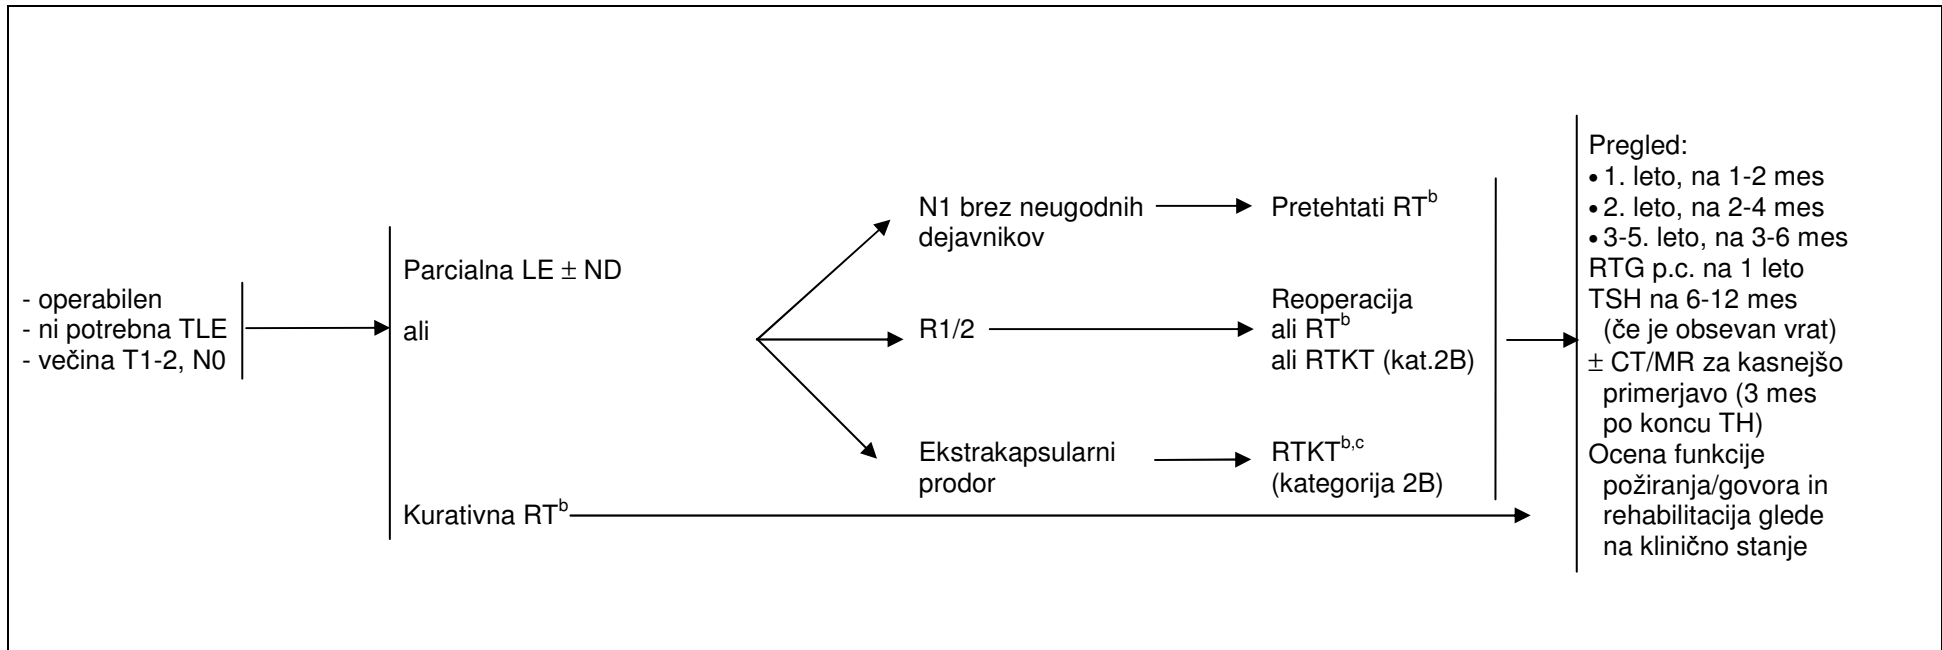 - operabilen
- ni potrebna TLE
- večina T1-2, N0
Parcialna LE ± ND
ali
Kurativna RTᵇ
N1 brez neugodnih
dejavnikov
Pretehtati RTᵇ
R1/2
Reoperacija
ali RTᵇ
ali RTKT (kat.2B)
Ekstrakapsularni
prodor
RTKTᵇ,ᶜ
(kategorija 2B)
Pregled:
• 1. leto, na 1-2 mes
• 2. leto, na 2-4 mes
• 3-5. leto, na 3-6 mes
RTG p.c. na 1 leto
TSH na 6-12 mes
(če je obsevan vrat)
± CT/MR za kasnejšo
primerjavo (3 mes
po koncu TH)
Ocena funkcije
požiranja/govora in
rehabilitacija glede
na klinično stanje